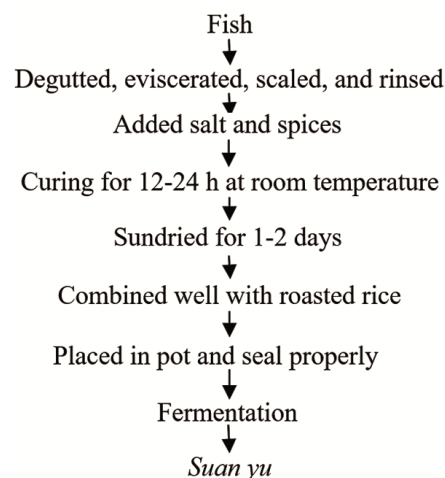 Fish
Degutted, eviscerated, scaled, and rinsed
Added salt and spices
Curing for 12-24 h at room temperature
Sundried for 1-2 days
Combined well with roasted rice
Placed in pot and seal properly
Fermentation
Suan yu